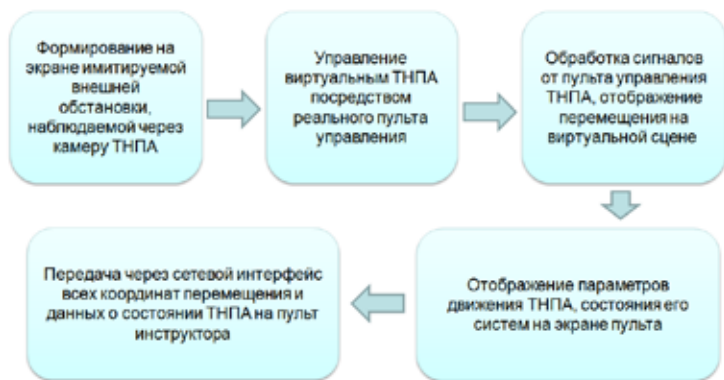 Формирование на
экране имитируемой
внешней
обстановки,
наблюдаемой через
камеру ТНПА
Управление
виртуальным ТНПА
посредством
реального пульта
управления
Обработка сигналов
от пульта управления
ТНПА, отображение
перемещения на
виртуальной сцене
Отображение параметров
движения ТНПА, состояния его
систем на экране пульта
Передача через сетевой интерфейс
всех координат перемещения и
данных о состоянии ТНПА на пульт
инструктора